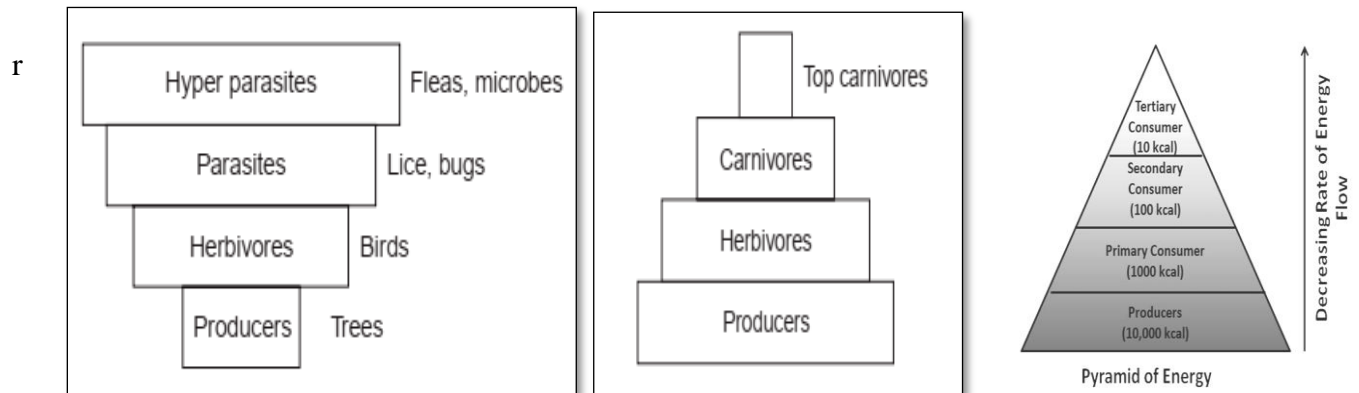 r
Hyper parasites Fleas, microbes
Parasites Lice, bugs
Herbivores Birds
Producers Trees
Top carnivores
Carnivores
Herbivores
Producers
Tertiary
Consumer
(10 kcal)
Secondary
Consumer
(100 kcal)
Primary Consumer
(1000 kcal)
Producers
(10,000 kcal)
Pyramid of Energy
Decreasing Rate of Energy
Flow